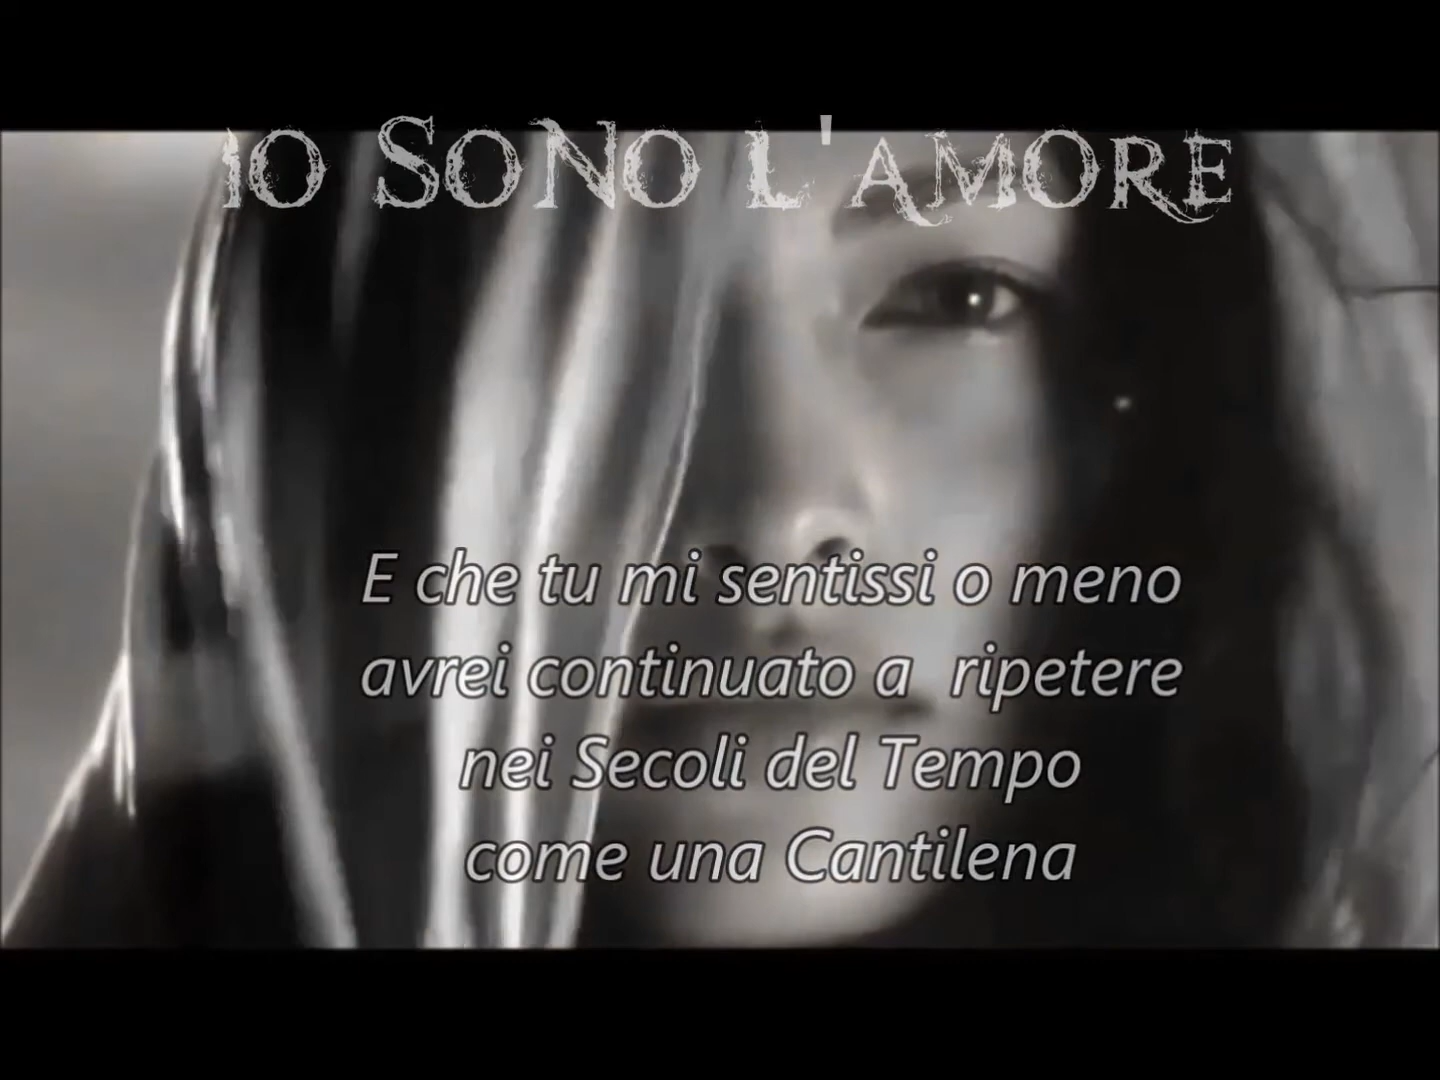 IO SONO L'AMORE
E che tu mi sentissi o meno
avrei continuato a ripetere
nei Secoli del Tempo
come una Cantilena